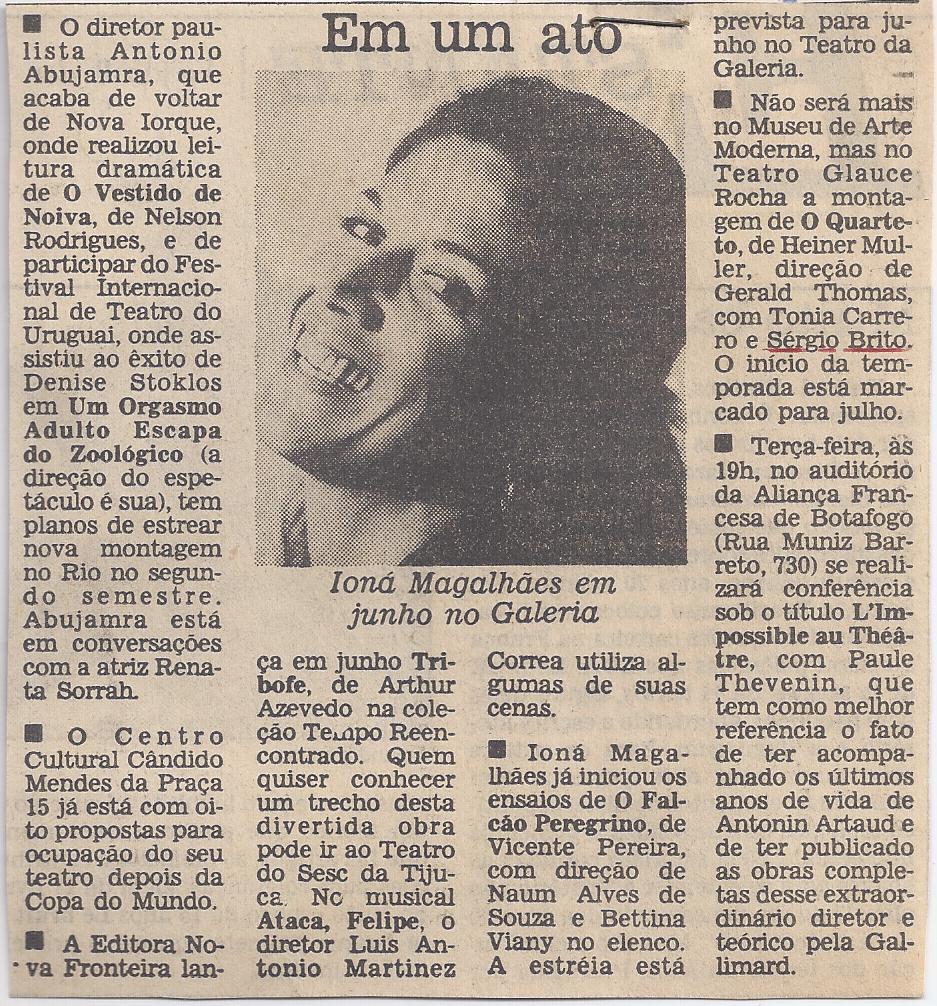 Em um ato
■ O diretor pau-
lista Antonio
Abujamra, que
acaba de voltar
de Nova Iorque,
onde realizou lei-
tura dramática
de O Vestido de
Noiva, de Nelson
Rodrigues, e de
participar do Fes-
tival Internacio-
nal de Teatro do
Uruguai, onde as-
sistiu ao êxito de
Denise Stoklos
em Um Orgasmo
Adulto Escapa
do Zoológico (a
direção do espe-
táculo é sua), tem
planos de estrear
nova montagem
no Rio no segun-
do semestre.
Abujamra está
em conversações
com a atriz Rena-
ta Sorrah.
■ O Centro
Cultural Cândido
Mendes da Praça
15 já está com oi-
to propostas para
ocupação do seu
teatro depois da
Copa do Mundo.
■ A Editora No-
va Fronteira lan-
Ioná Magalhães em
junho no Galeria
ça em junho Tri-
bofe, de Arthur
Azevedo na cole-
ção Tempo Reen-
contrado. Quem
quiser conhecer
um trecho desta
divertida obra
pode ir ao Teatro
do Sesc da Tiju-
ca. No musical
Ataca, Felipe, o
diretor Luis An-
tonio Martinez
Correa utiliza al-
gumas de suas
cenas.
■ Ioná Maga-
lhães já iniciou os
ensaios de O Fal-
cão Peregrino, de
Vicente Pereira,
com direção de
Naum Alves de
Souza e Bettina
Viany no elenco.
A estréia está
prevista para ju-
nho no Teatro da
Galeria.
■ Não será mais
no Museu de Arte
Moderna, mas no
Teatro Glauce
Rocha a monta-
gem de O Quarte-
to, de Heiner Mul-
ler, direção de
Gerald Thomas,
com Tonia Carre-
ro e Sérgio Brito.
O início da tem-
porada está mar-
cado para julho.
■ Terça-feira, às
19h, no auditório
da Aliança Fran-
cesa de Botafogo
(Rua Muniz Bar-
reto, 730) se reali-
zará conferência
sob o título L'Im-
possible au Théâ-
tre, com Paule
Thevenin, que
tem como melhor
referência o fato
de ter acompa-
nhado os últimos
anos de vida de
Antonin Artaud e
de ter publicado
as obras comple-
tas desse extraor-
dinário diretor e
teórico pela Gal-
limard.